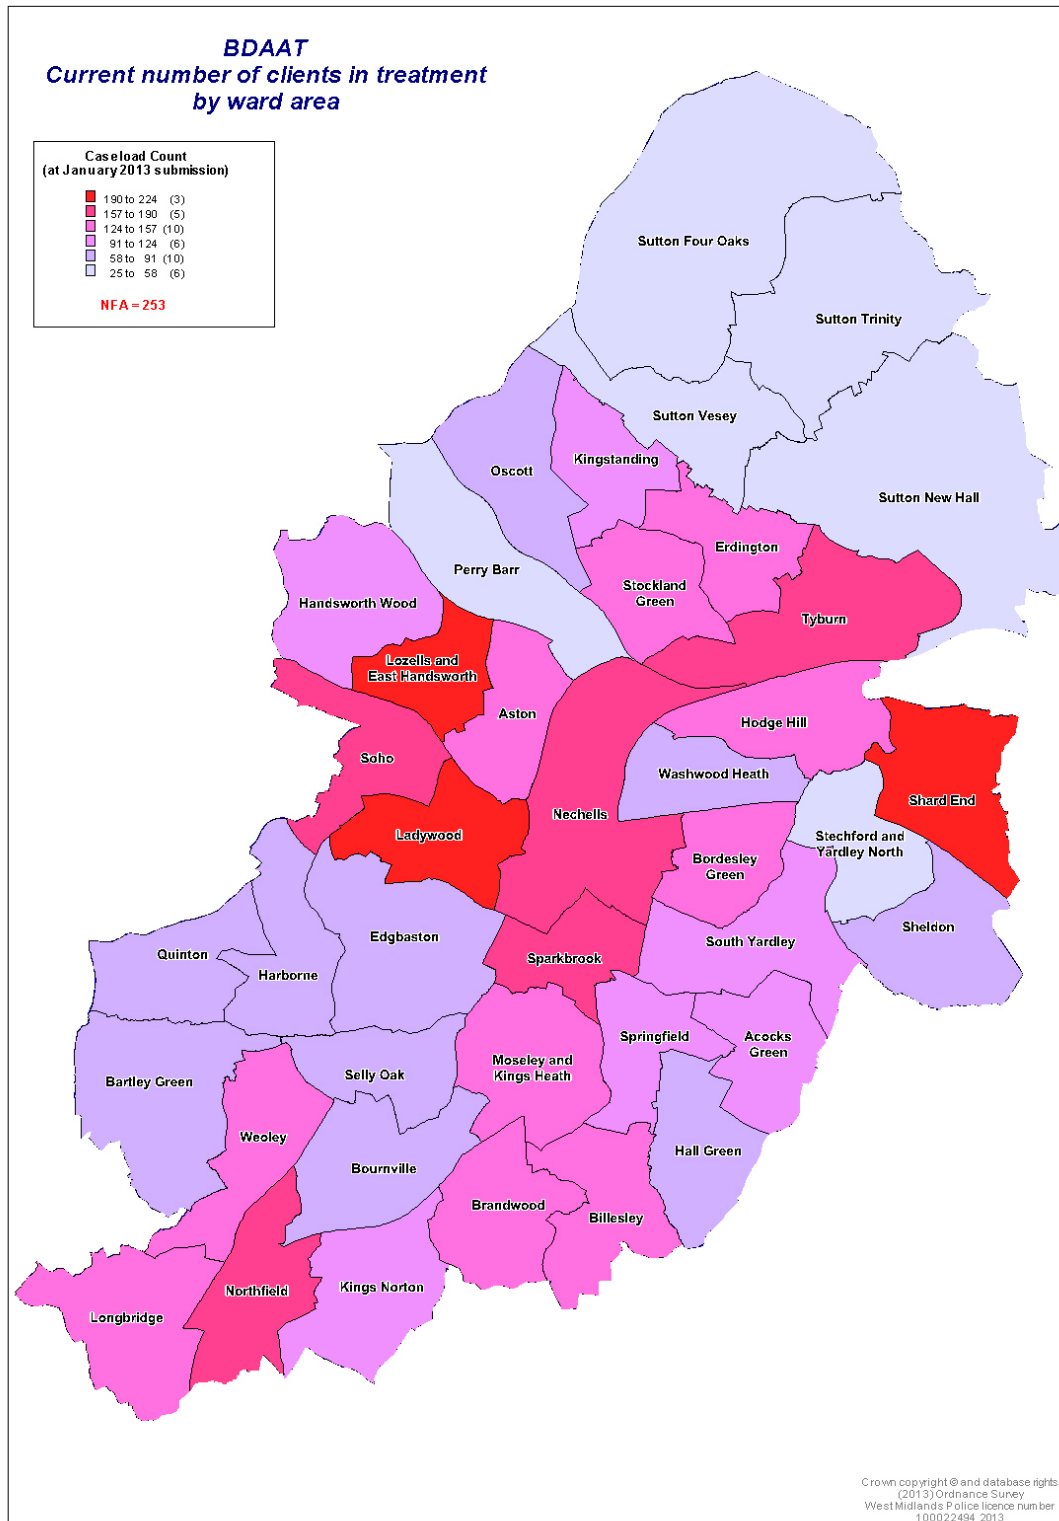 BDAAT
Current number of clients in treatment
by ward area
Caseload Count
(at January 2013 submission)
190 to 224 (3)
157 to 190 (5)
124 to 157 (10)
91 to 124 (6)
58 to 91 (10)
25 to 58 (6)
NFA = 253
Sutton Four Oaks
Sutton Trinity
Sutton Vesey
Kingstanding
Oscott
Sutton New Hall
Erdington
Perry Barr
Stockland
Green
Handsworth Wood
Tyburn
Lozells and
East Handsworth
Aston
Hodge Hill
Soho
Washwood Heath
Shard End
Nechells
Ladywood
Stechford and
Yardley North
Bordesley
Green
Sheldon
Edgbaston
South Yardley
Quinton
Sparkbrook
Harborne
Springfield
Acocks
Green
Moseley and
Kings Heath
Selly Oak
Bartley Green
Weoley
Hall Green
Bournville
Brandwood
Billesley
Kings Norton
Northfield
Longbridge
Crown copyright © and database rights
(2013) Ordnance Survey
West Midlands Police licence number
100022494 2013